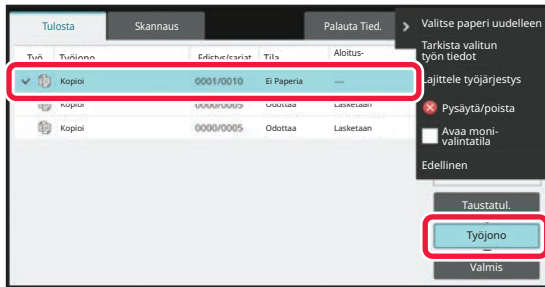 Tulosta Skannaus Palauta Tied.
Työ Työjono Edistys/sarjat Tila Aloitus-
Kopioi 0001/0010 Ei Paperia ---
Kopioi 0000/0005 Odottaa Lasketaan
Kopioi 0000/0005 Odottaa Lasketaan
Valitse paperi uudelleen
Tarkista valitun
työn tiedot
Lajittele työjärjestys
Pysäytä/poista
Avaa moni-
valintatila
Edellinen
Taustatul.
Työjono
Valmis